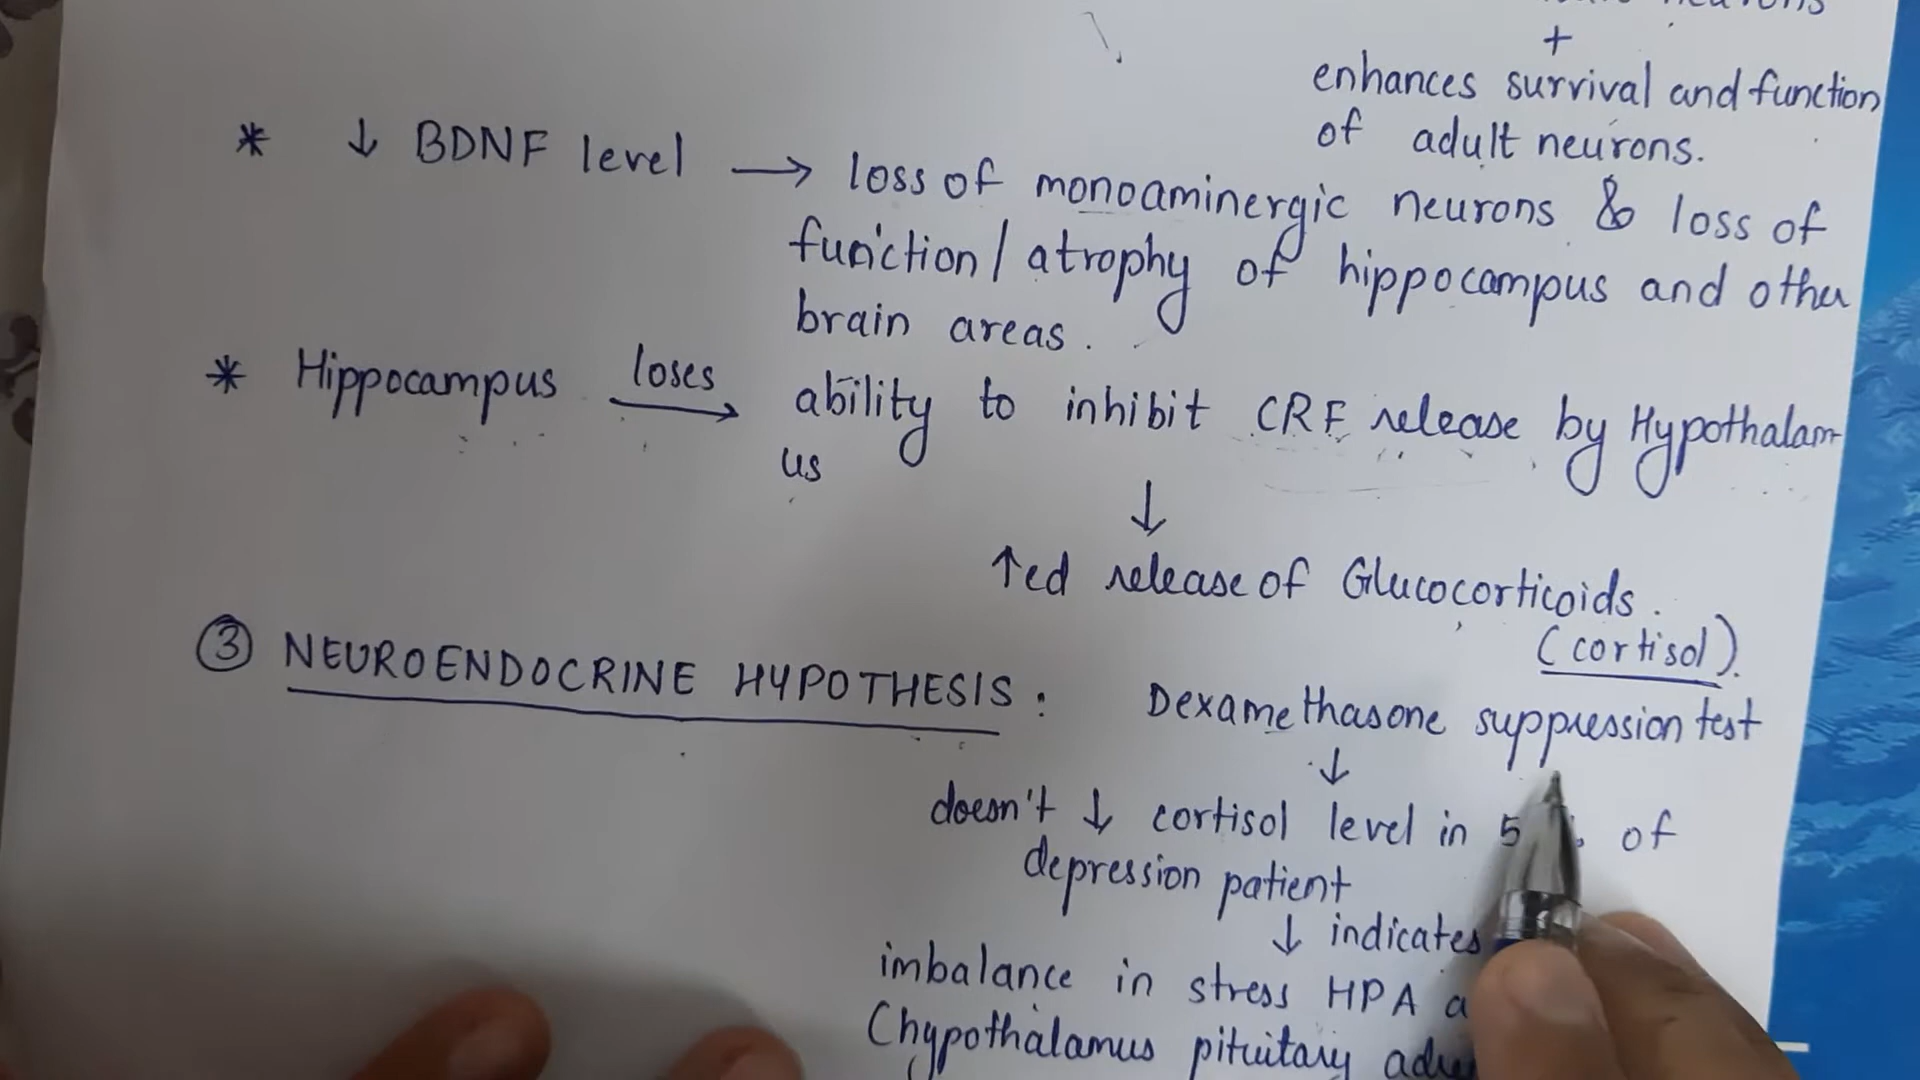 neurons
+
enhances survival and function
of adult neurons.
* ↓ BDNF level → loss of monoaminergic neurons & loss of
function / atrophy of hippocampus and other
brain areas.
* Hippocampus loses → ability to inhibit CRF release by Hypothalam-
us
↓
↑ed release of Glucocorticoids.
(cortisol).
③ NEUROENDOCRINE HYPOTHESIS : Dexamethasone suppression test
↓
doesn't ↓ cortisol level in 5 of
depression patient
↓ indicates
imbalance in stress HPA a
(hypothalamus pituitary